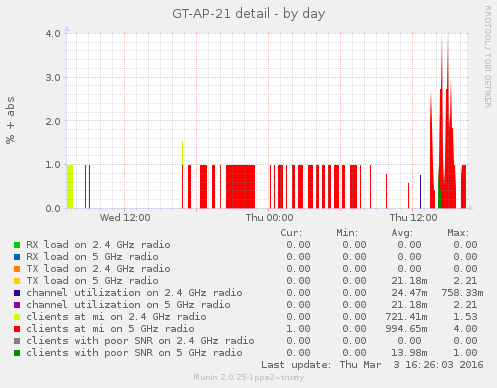 GT-AP-21 detail - by day
RRDTOOL / TOBI OETIKER
% + abs
4.0
3.0
2.0
1.0
0.0
Wed 12:00 Thu 00:00 Thu 12:00
Cur: Min: Avg: Max:
RX load on 2.4 GHz radio 0.00 0.00 0.00 0.00
RX load on 5 GHz radio 0.00 0.00 0.00 0.00
TX load on 2.4 GHz radio 0.00 0.00 0.00 0.00
TX load on 5 GHz radio 0.00 0.00 21.18m 2.21
channel utilization on 2.4 GHz radio 0.00 0.00 24.47m 758.33m
channel utilization on 5 GHz radio 0.00 0.00 21.18m 2.21
clients at mi on 2.4 GHz radio 0.00 0.00 721.41m 1.53
clients at mi on 5 GHz radio 1.00 0.00 994.65m 4.00
clients with poor SNR on 2.4 GHz radio 0.00 0.00 0.00 0.00
clients with poor SNR on 5 GHz radio 0.00 0.00 13.98m 1.00
Last update: Thu Mar 3 16:26:03 2016
Munin 2.0.25-1ppa2~trusty